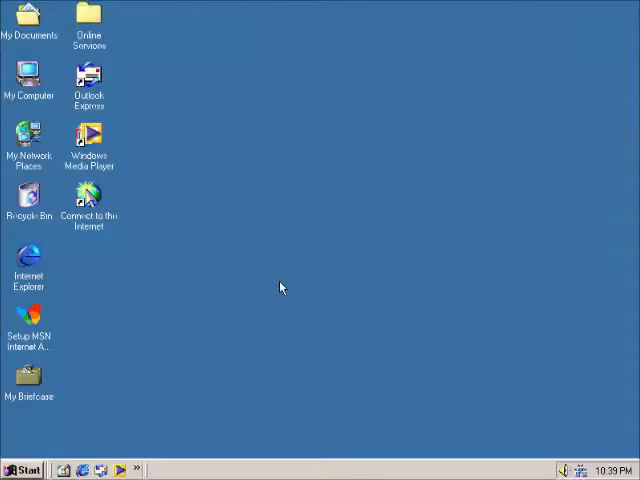 My Documents
Online
Services
My Computer
Outlook
Express
My Network
Places
Windows
Media Player
Recycle Bin
Connect to the
Internet
Internet
Explorer
Setup MSN
Internet A...
My Briefcase
Start
10:39 PM